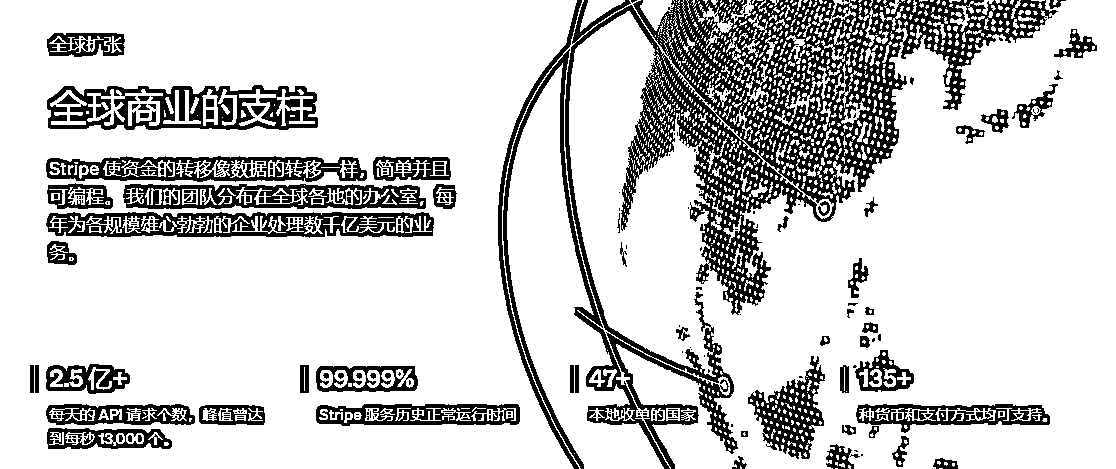 全球扩张
全球商业的支柱
Stripe 使资金的转移像数据的转移一样，简单并且
可编程。我们的团队分布在全球各地的办公室，每
年为各规模雄心勃勃的企业处理数千亿美元的业
务。
2.5 亿+
每天的 API 请求个数，峰值曾达
到每秒 13,000 个。
99.999%
Stripe 服务历史正常运行时间
47+
本地收单的国家
135+
种货币和支付方式均可支持。